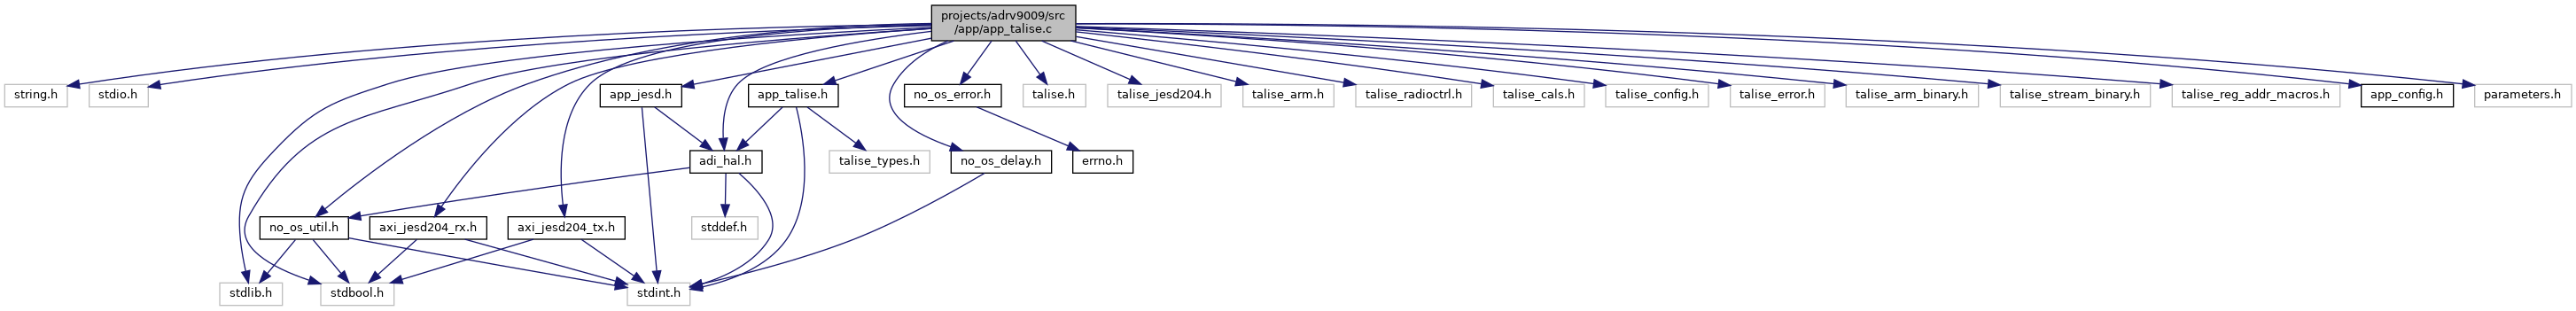 projects/adrv9009/src
/app/app_talise.c
string.h
stdio.h
app_jesd.h
app_talise.h
no_os_error.h
talise.h
talise_jesd204.h
talise_arm.h
talise_radioctrl.h
talise_cals.h
talise_config.h
talise_error.h
talise_arm_binary.h
talise_stream_binary.h
talise_reg_addr_macros.h
app_config.h
parameters.h
adi_hal.h
talise_types.h
no_os_delay.h
errno.h
no_os_util.h
axi_jesd204_rx.h
axi_jesd204_tx.h
stddef.h
stdlib.h
stdbool.h
stdint.h